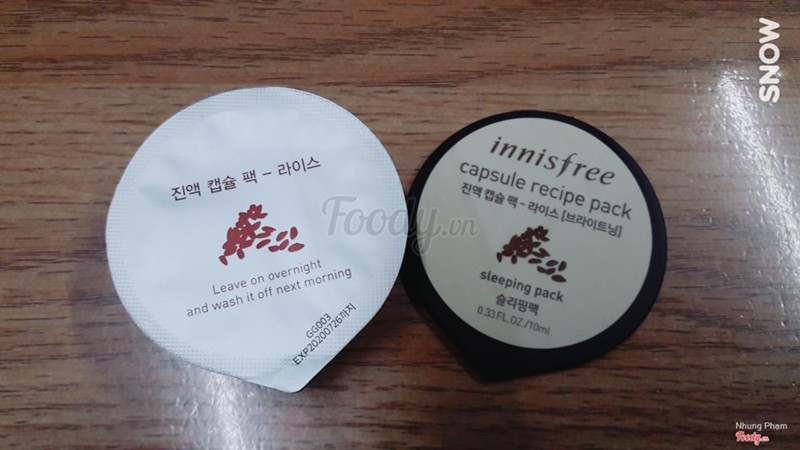 진액 캡슐 팩 - 라이스
Leave on overnight
and wash it off next morning
GG003
EXP20200726까지
innisfree
capsule recipe pack
진액 캡슐 팩 - 라이스 [브라이트닝]
sleeping pack
슬리핑팩
0.33 FL.OZ./10ml
Foody.vn
SNOW
Nhung Phạm
Foody.vn